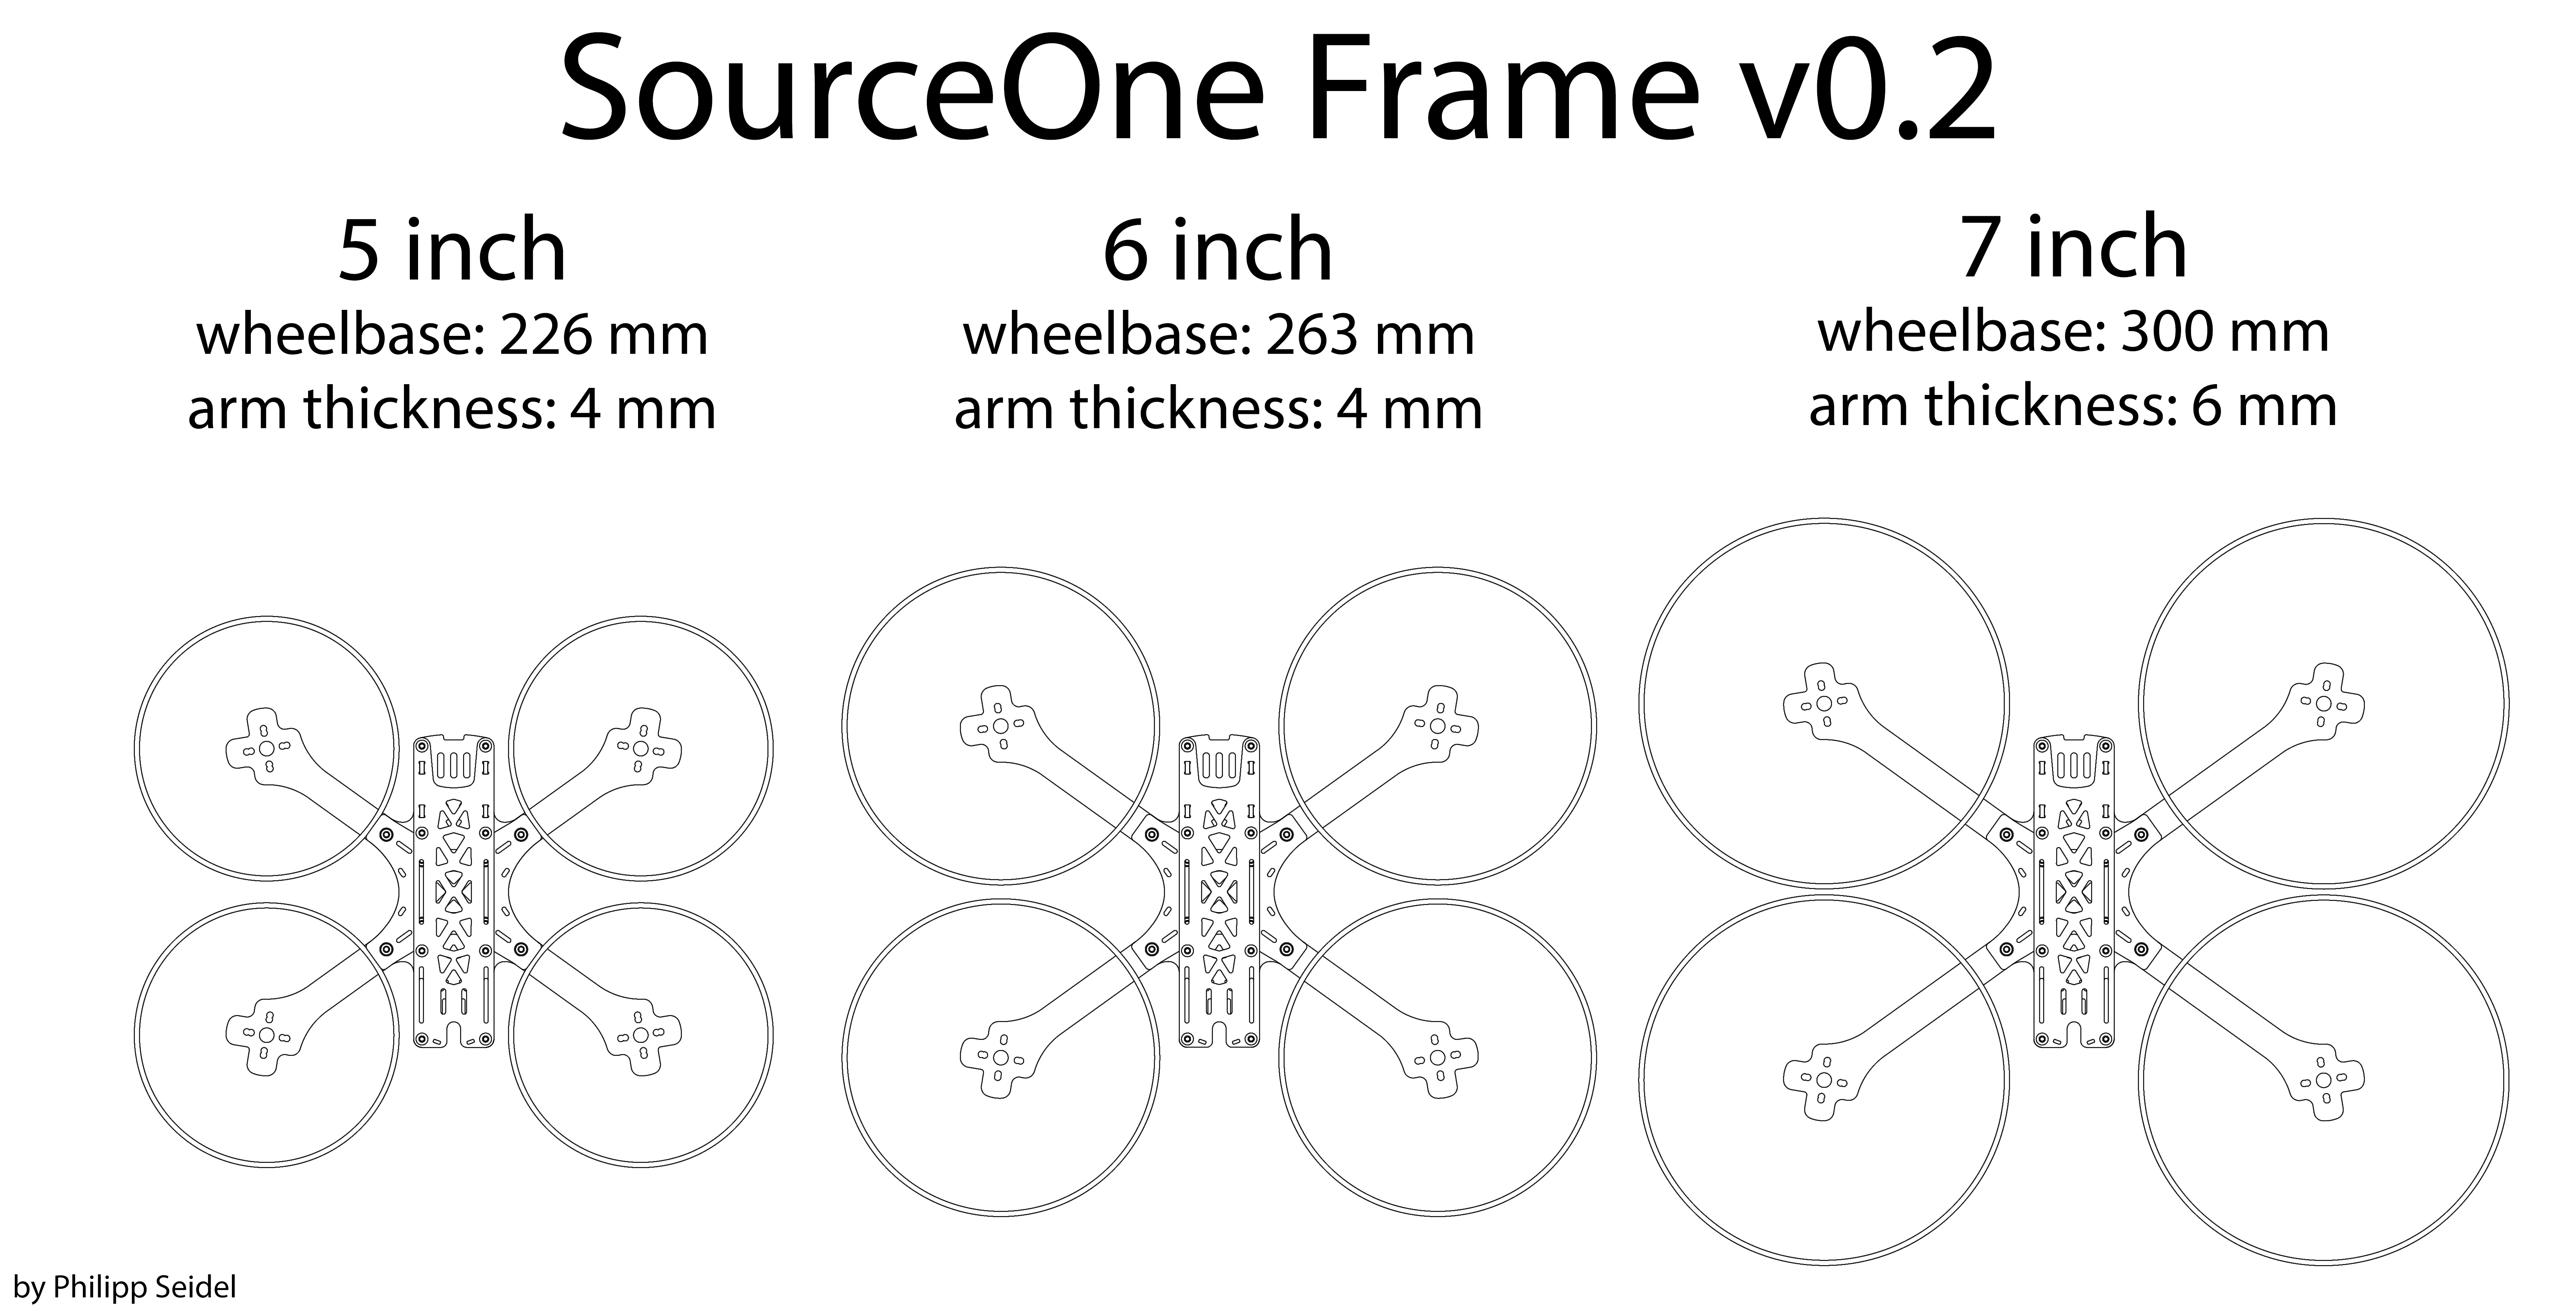 SourceOne Frame v0.2
5 inch
wheelbase: 226 mm
arm thickness: 4 mm
6 inch
wheelbase: 263 mm
arm thickness: 4 mm
7 inch
wheelbase: 300 mm
arm thickness: 6 mm
by Philipp Seidel